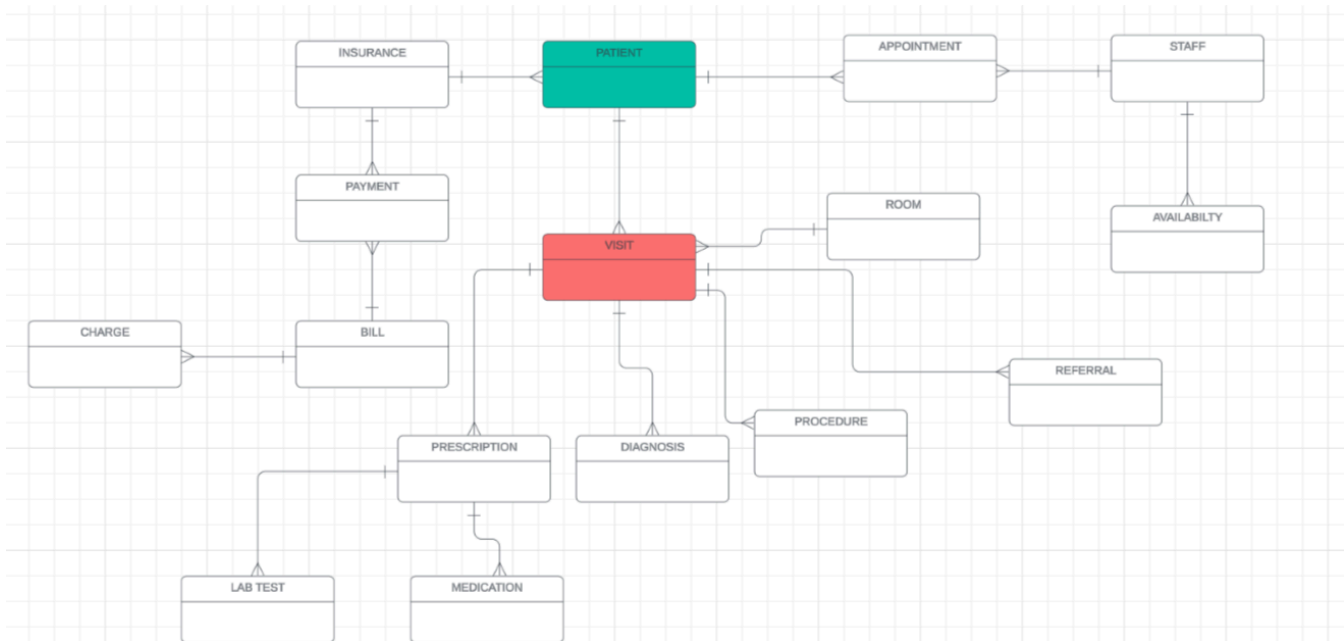 INSURANCE
PATIENT
APPOINTMENT
STAFF
PAYMENT
ROOM
AVAILABILTY
VISIT
CHARGE
BILL
REFERRAL
PROCEDURE
PRESCRIPTION
DIAGNOSIS
LAB TEST
MEDICATION